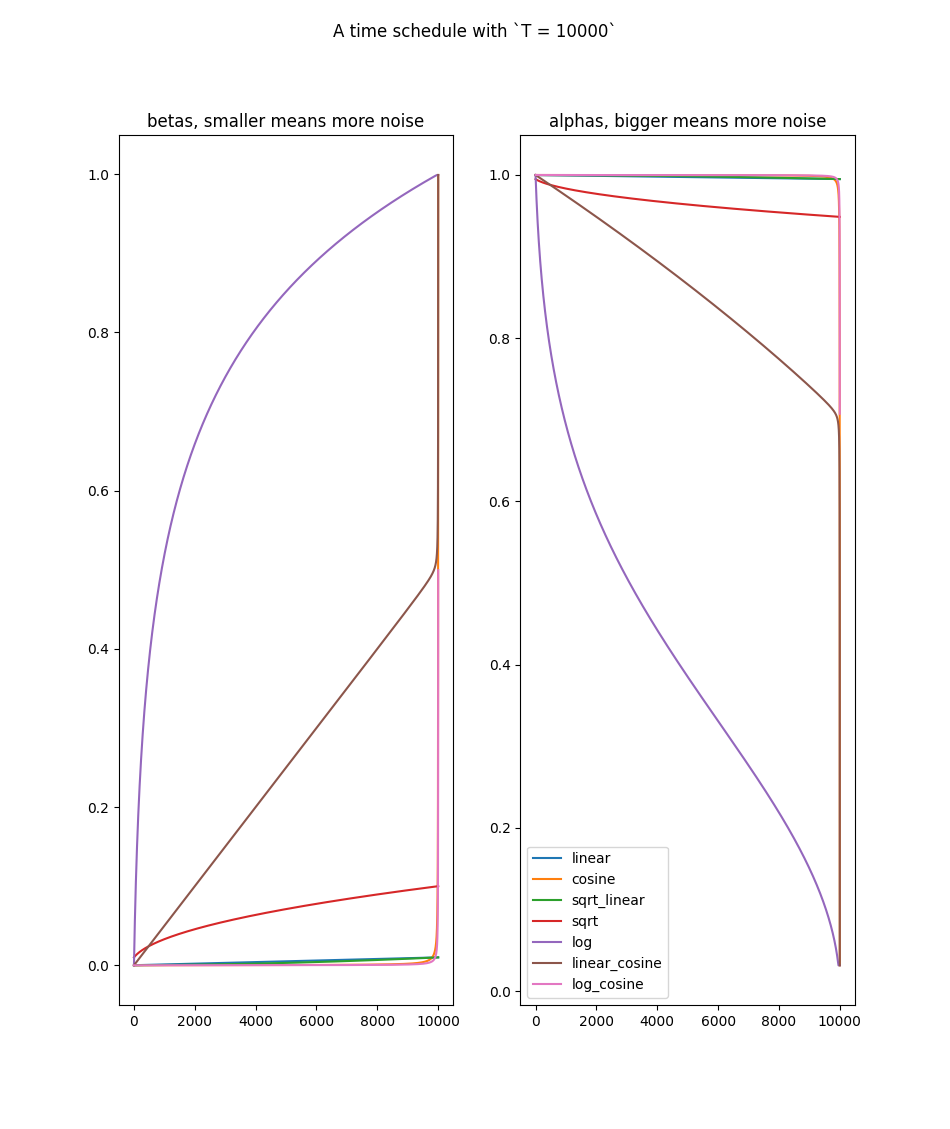 A time schedule with `T = 10000`
betas, smaller means more noise
1.0
0.8
0.6
0.4
0.2
0.0
0 2000 4000 6000 8000 10000
alphas, bigger means more noise
1.0
0.8
0.6
0.4
0.2
0.0
linear
cosine
sqrt_linear
sqrt
log
linear_cosine
log_cosine
0 2000 4000 6000 8000 10000